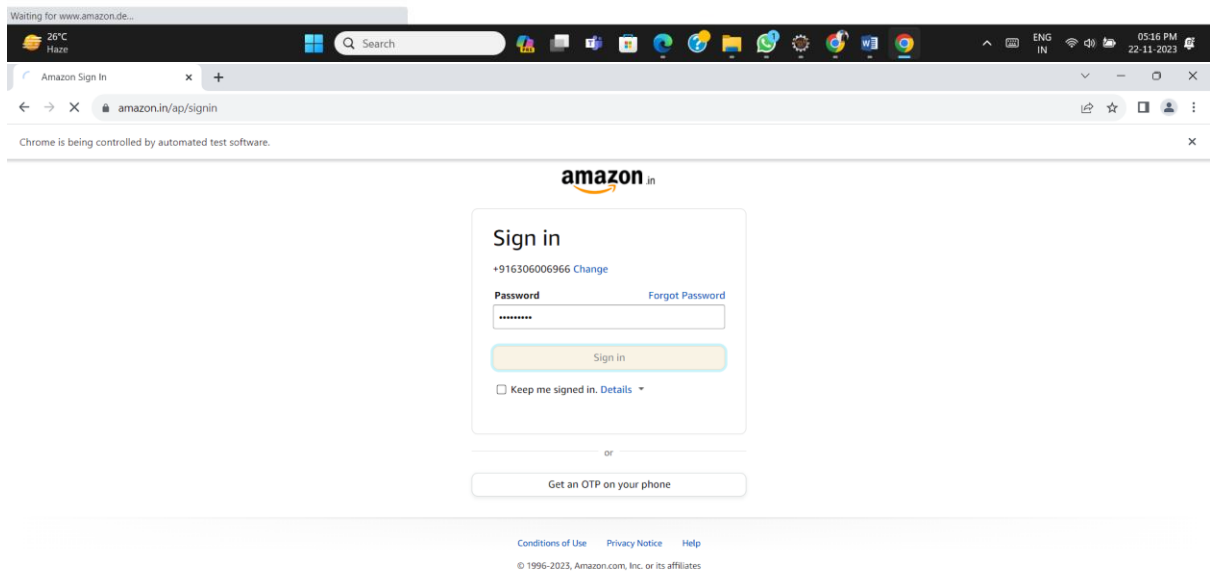 Waiting for www.amazon.de...
26°C
Haze
Search
ENG
IN
05:16 PM
22-11-2023
Amazon Sign In
amazon.in/ap/signin
Chrome is being controlled by automated test software.
amazon.in
Sign in
+916306006966 Change
Password Forgot Password
•••••••••
Sign in
Keep me signed in. Details
or
Get an OTP on your phone
Conditions of Use Privacy Notice Help
© 1996-2023, Amazon.com, Inc. or its affiliates